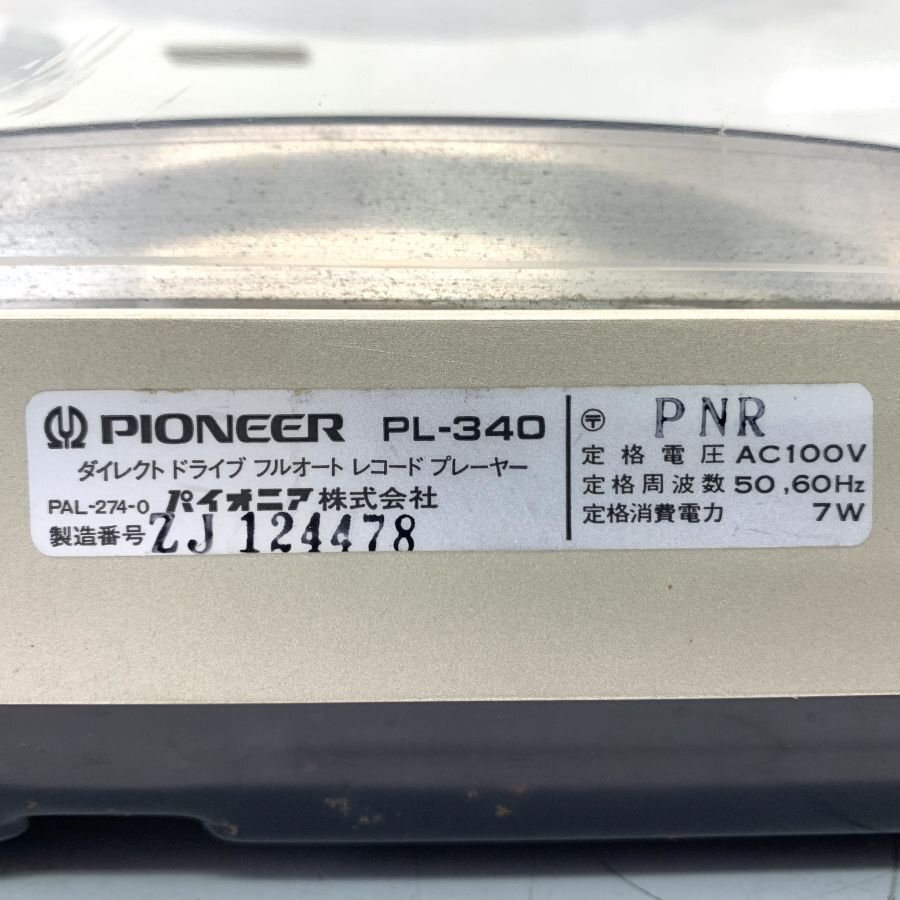 PIONEER PL-340
ダイレクトドライブ フルオート レコード プレーヤー
PAL-274-0 パイオニア株式会社
製造番号 ZJ 124478
〶 PNR
定格電圧 AC100V
定格周波数 50,60Hz
定格消費電力 7W